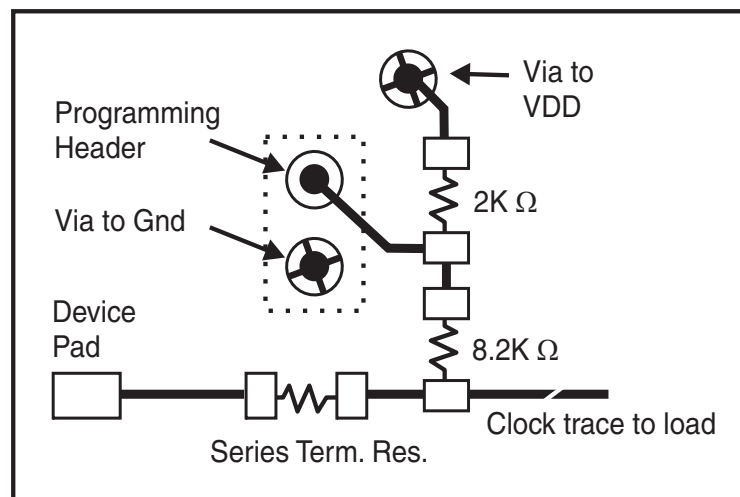 Via to
VDD
Programming
Header
2K Ω
Via to Gnd
Device
Pad
8.2K Ω
Clock trace to load
Series Term. Res.